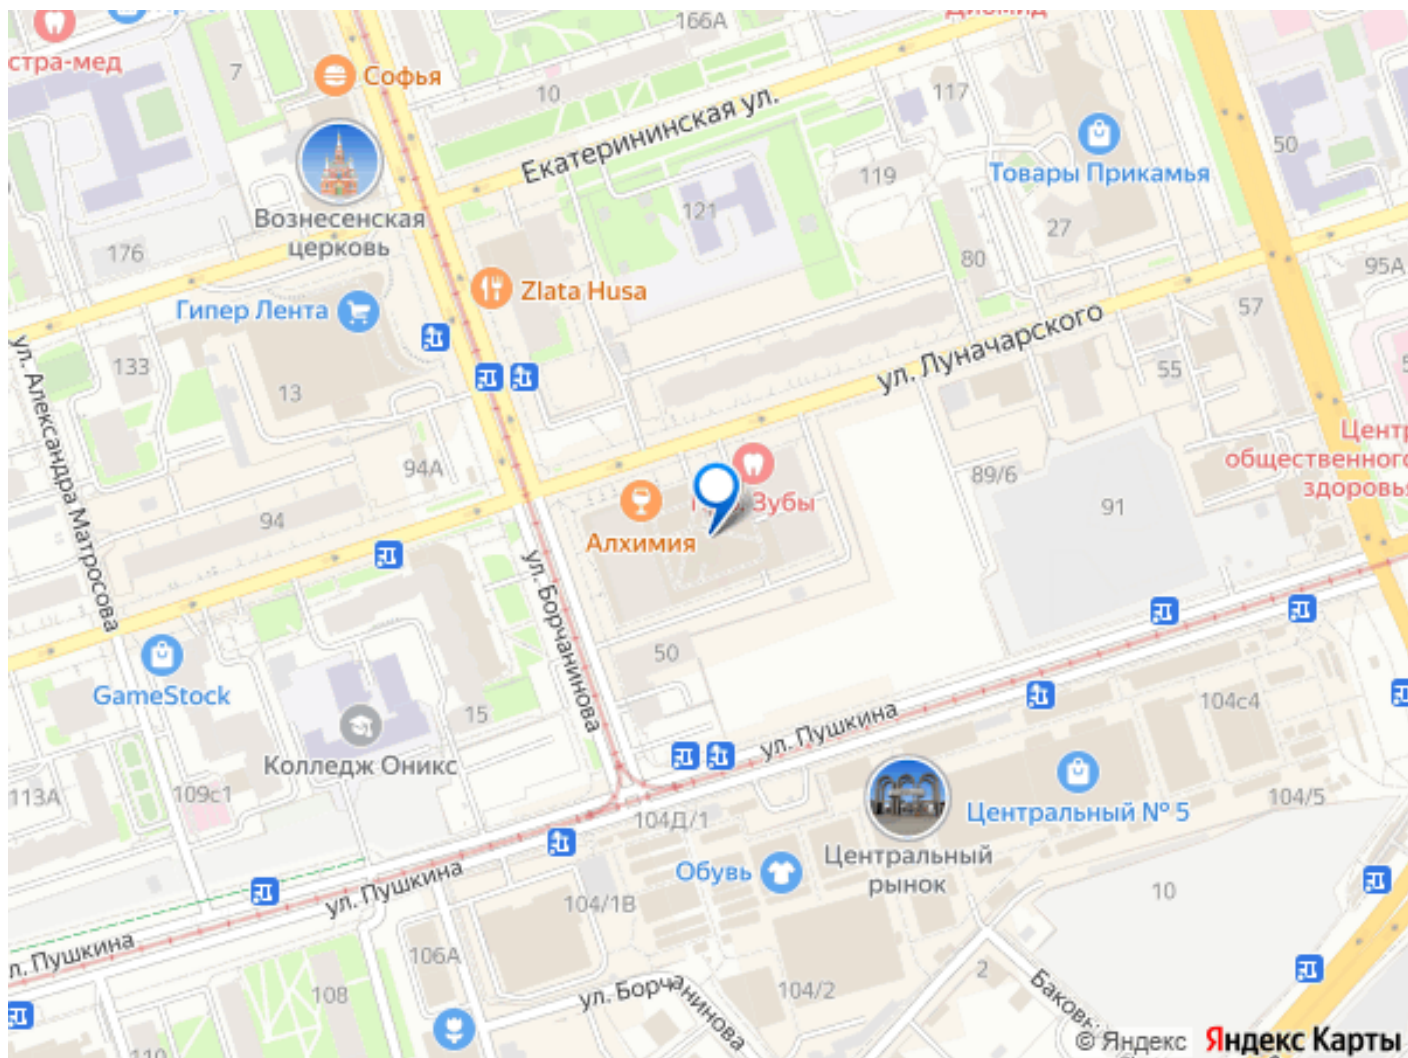 166А
Диомид
стра-мед
7
Софья
10
117
50
Екатерининская ул.
Товары Прикамья
119
121
27
Вознесенская
церковь
176
80
95А
Zlata Husa
Гипер Лента
57
ул. Луначарского
133
55
13
ул. Александра Матросова
94А
Центр
общественного
здоровья
89/6
91
94
Зубы
Алхимия
ул. Борчанинова
50
GameStock
15
104с4
ул. Пушкина
Колледж Оникс
113А
109с1
Центральный № 5
104/5
104Д/1
Центральный
рынок
Обувь
ул. Пушкина
104/1В
10
л. Пушкина
106А
2
108
104/2
ул. Борчанинова
Баковы
110
© Яндекс
Яндекс Карты